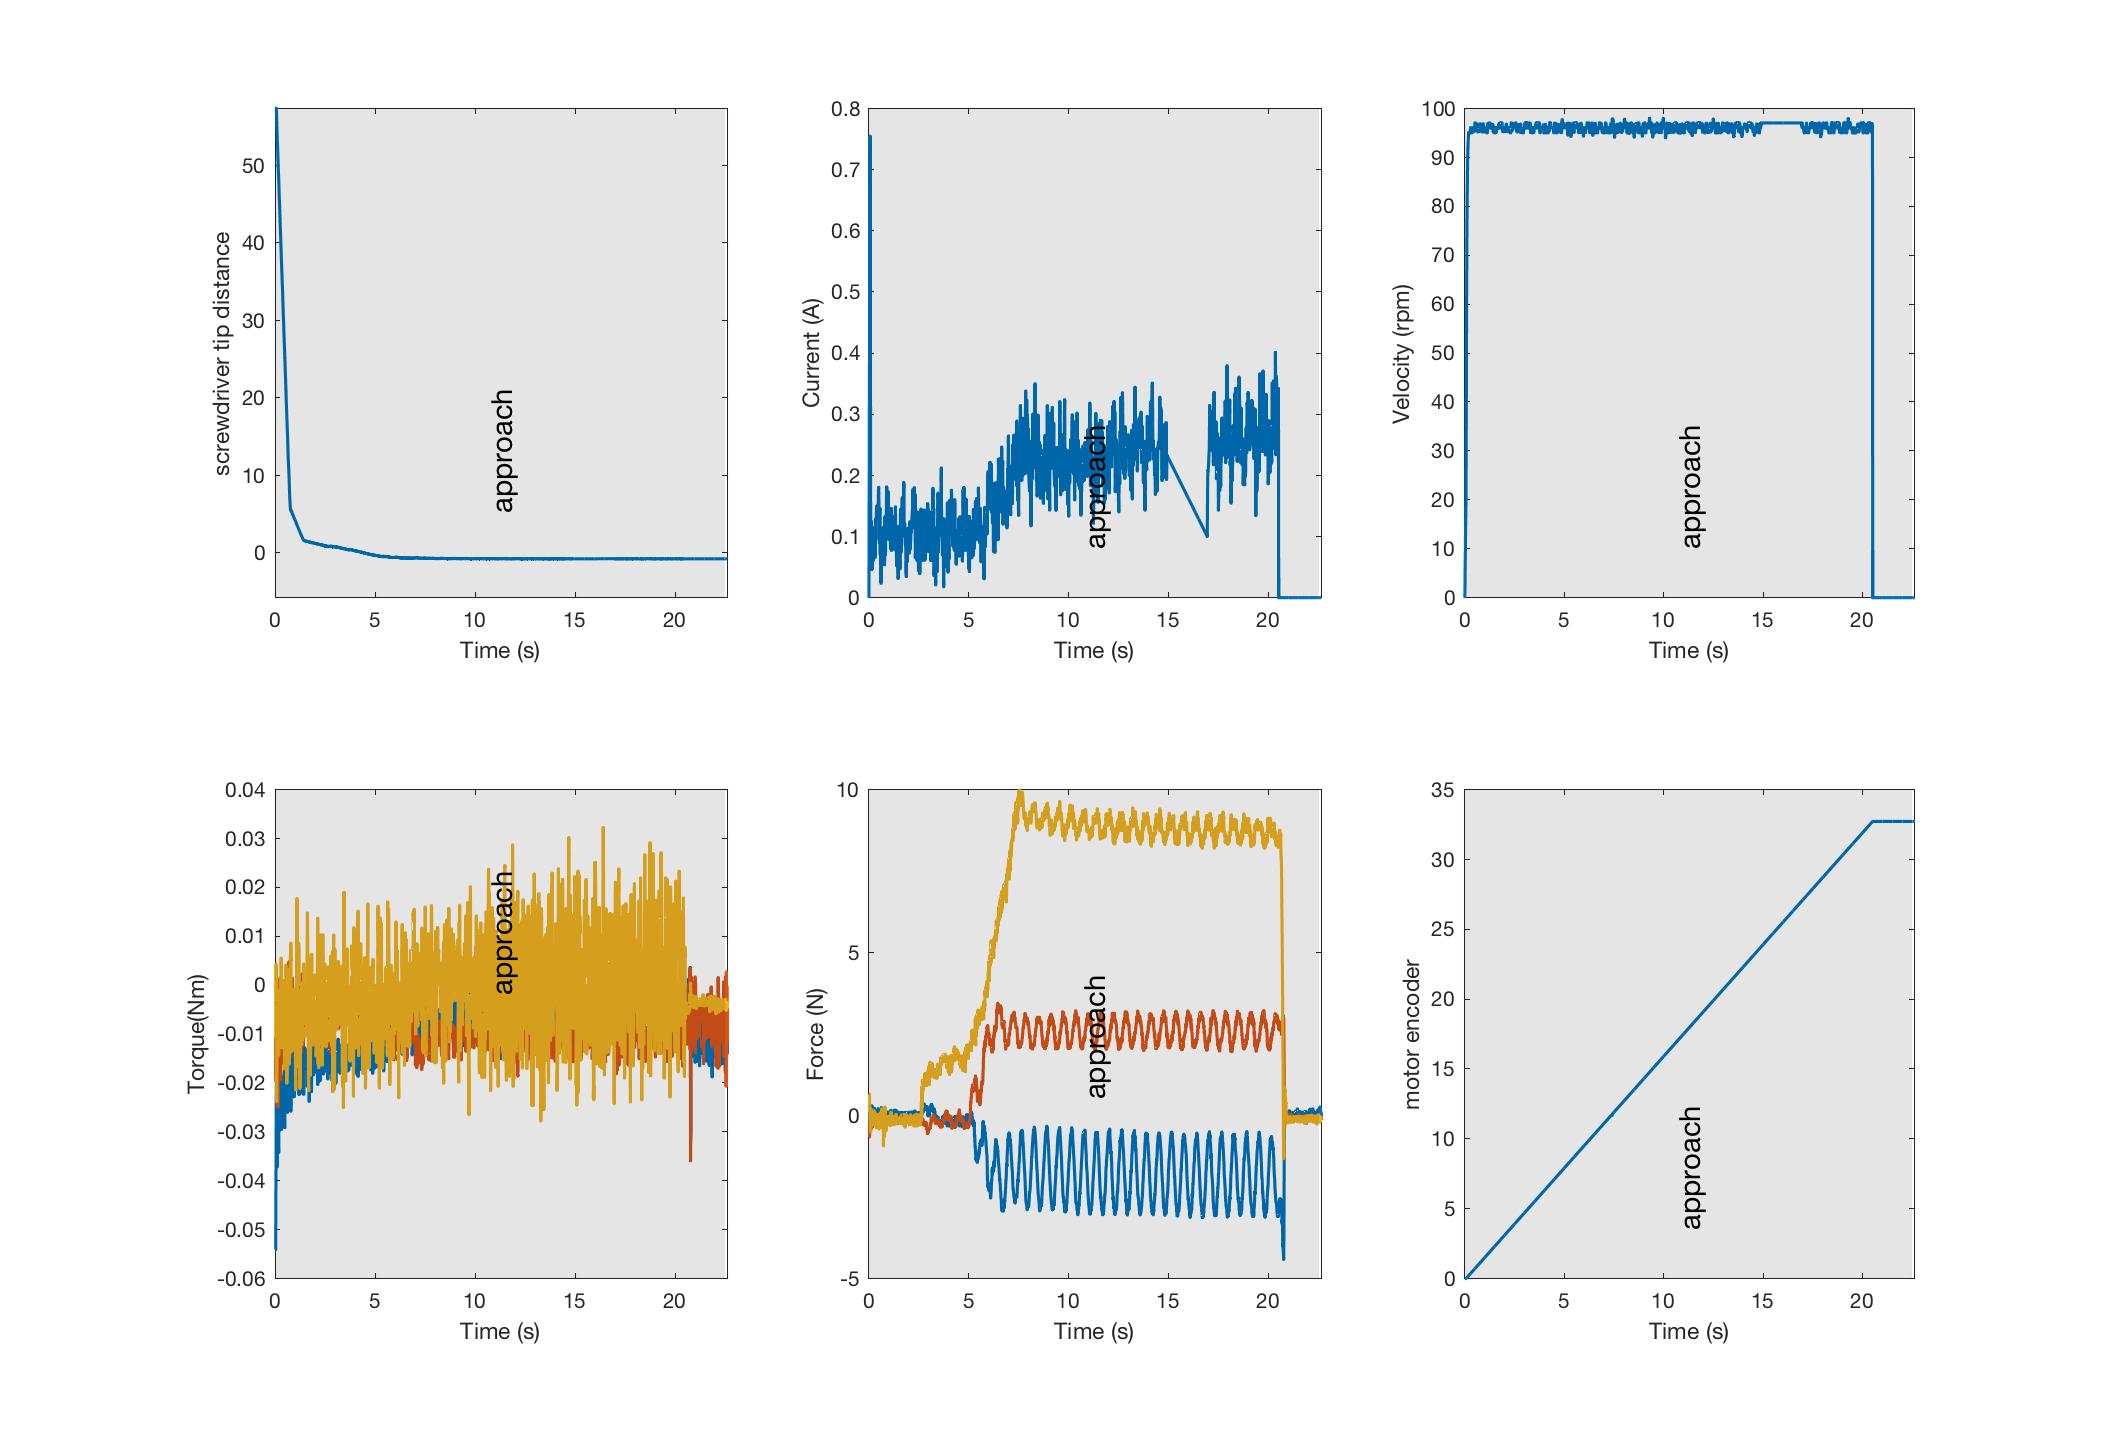 screwdriver tip distance
50
40
30
20
10
0
approach
0 5 10 15 20
Time (s)
Current (A)
0.8
0.7
0.6
0.5
0.4
0.3
0.2
0.1
0
approach
0 5 10 15 20
Time (s)
Velocity (rpm)
100
90
80
70
60
50
40
30
20
10
0
approach
0 5 10 15 20
Time (s)
Torque(Nm)
0.04
0.03
0.02
0.01
0
-0.01
-0.02
-0.03
-0.04
-0.05
-0.06
approach
0 5 10 15 20
Time (s)
Force (N)
10
5
0
-5
approach
0 5 10 15 20
Time (s)
motor encoder
35
30
25
20
15
10
5
0
approach
0 5 10 15 20
Time (s)